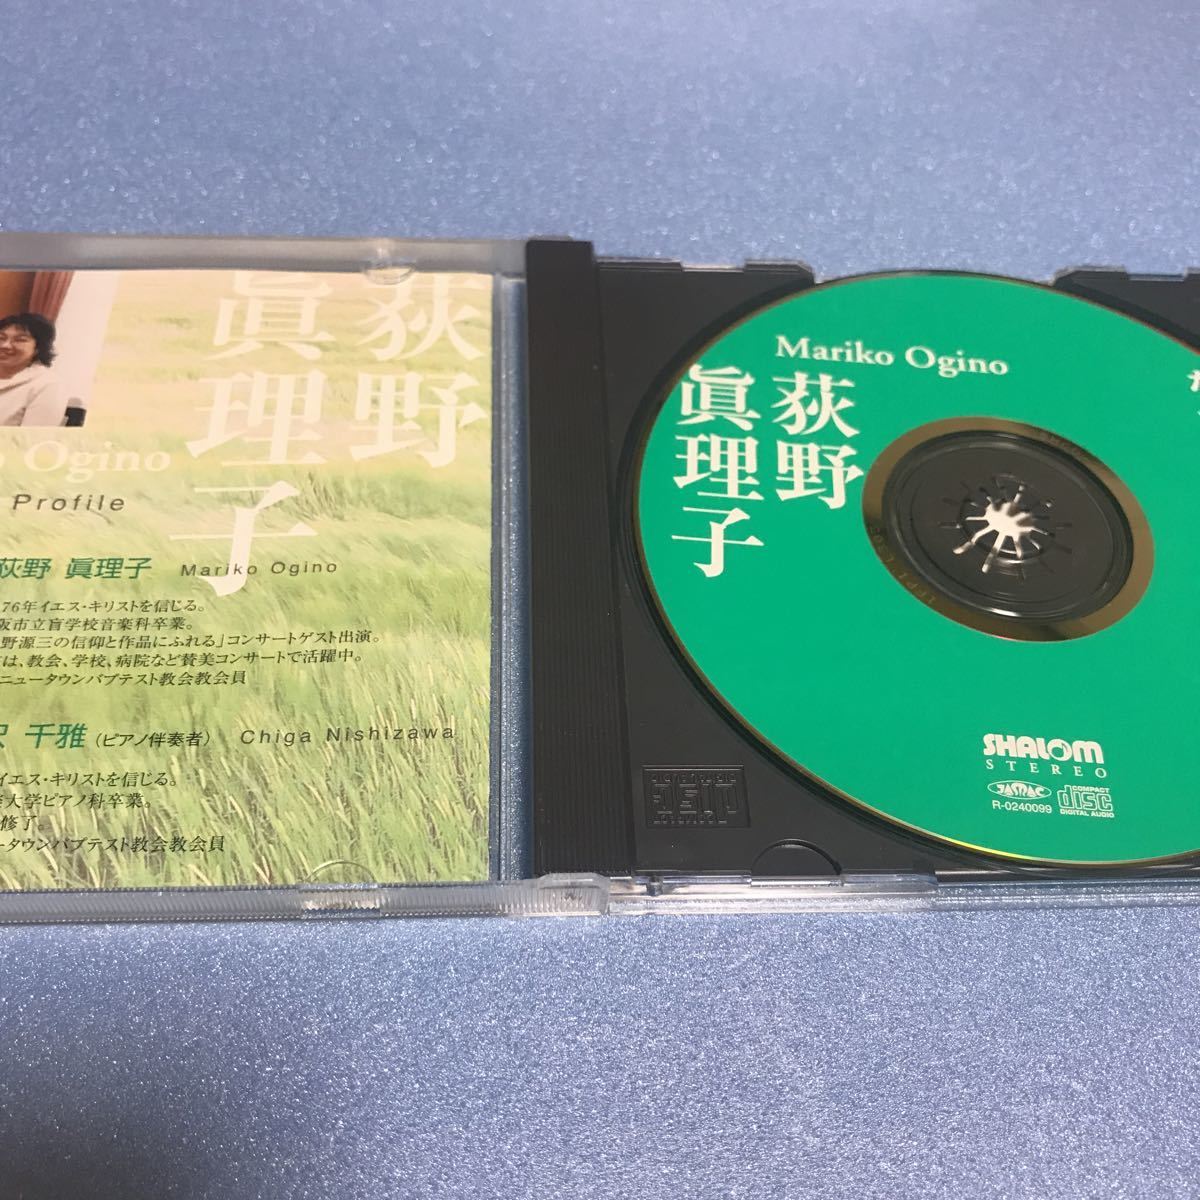 荻野
眞理子
Ogino
Profile
荻野 眞理子 Mariko Ogino
76年イエス・キリストを信じる。
阪市立盲学校音楽科卒業。
野源三の信仰と作品にふれる」コンサートゲスト出演。
は、教会、学校、病院など賛美コンサートで活躍中。
ニュータウンバプテスト教会教会員
千雅 (ピアノ伴奏者) Chiga Nishizawa
イエス・キリストを信じる。
大学ピアノ科卒業。
修了。
ータウンバプテスト教会教会員
Mariko Ogino
荻野
眞理子
SHALOM
STEREO
JASRAC
R-0240099
COMPACT
disc
DIGITAL AUDIO